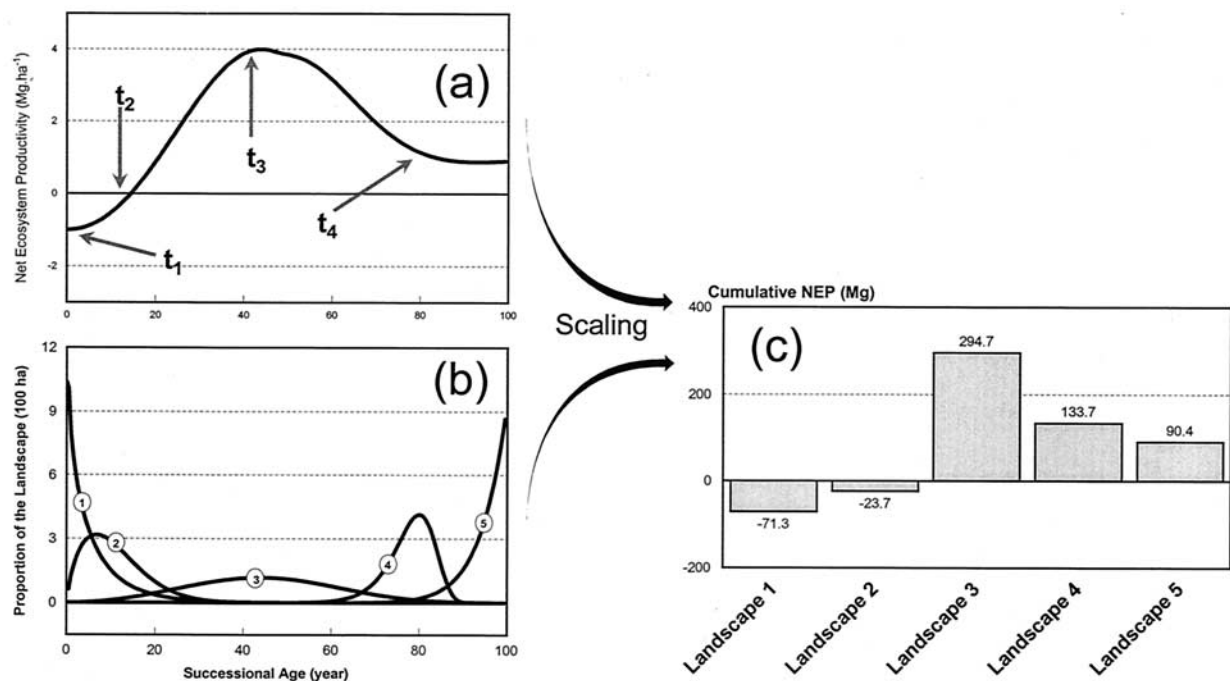 (a)
Net Ecosystem Productivity (Mg.ha⁻¹)
4
2
0
-2
t₂
t₃
t₄
t₁
0 20 40 60 80 100
(b)
Proportion of the Landscape (100 ha)
12
9
6
3
0
1
2
3
4
5
0 20 40 60 80 100
Successional Age (year)
Scaling
Cumulative NEP (Mg)
(c)
400
200
0
-200
-71.3
-23.7
294.7
133.7
90.4
Landscape 1
Landscape 2
Landscape 3
Landscape 4
Landscape 5